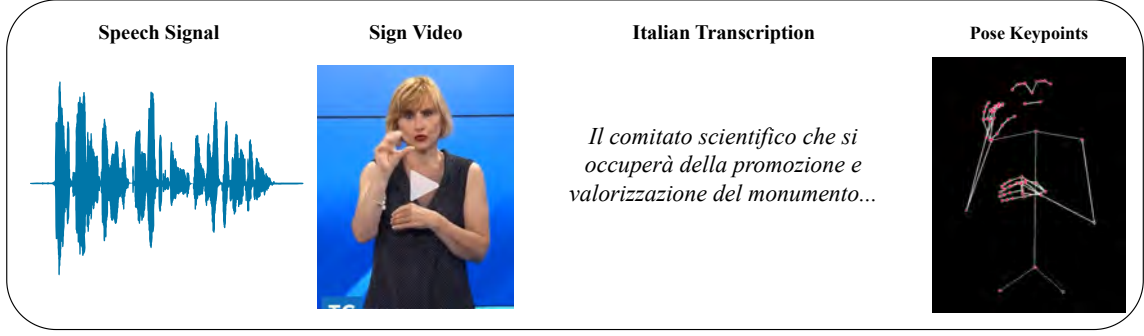 Speech Signal
Sign Video
Italian Transcription
Pose Keypoints
Il comitato scientifico che si
occuperà della promozione e
valorizzazione del monumento...